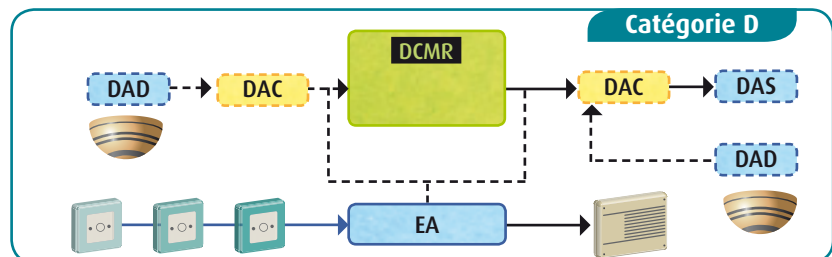 Catégorie D
DCMR
DAD
DAC
DAC
DAS
DAD
EA